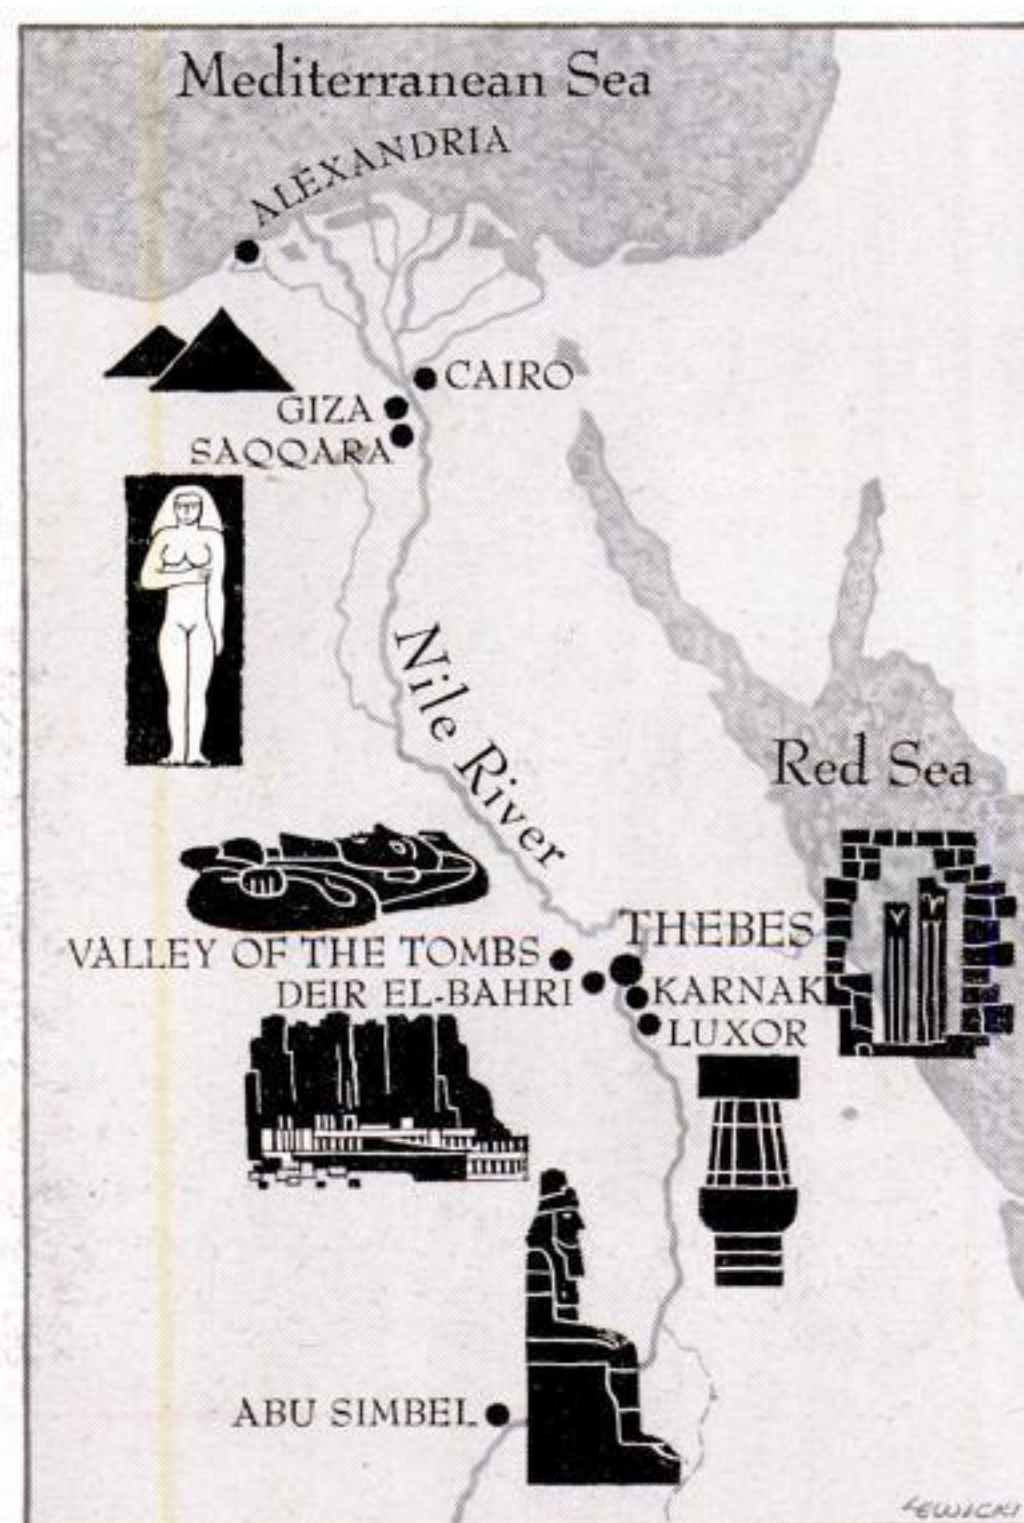 Mediterranean Sea
ALEXANDRIA
CAIRO
GIZA
SAQQARA
Nile River
Red Sea
THEBES
VALLEY OF THE TOMBS
DEIR EL-BAHRI
KARNAK
LUXOR
ABU SIMBEL
LEWICKI